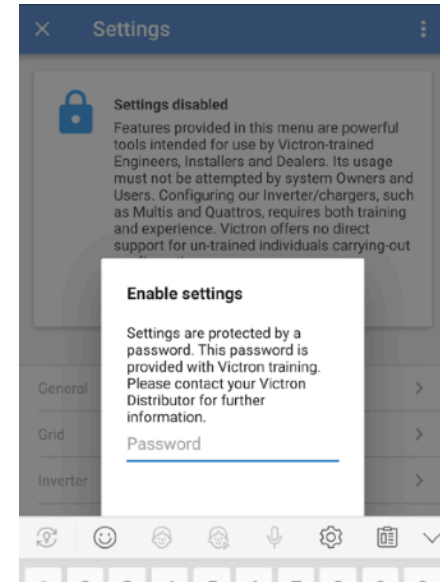 Settings
Settings disabled
Features provided in this menu are powerful
tools intended for use by Victron-trained
Engineers, Installers and Dealers. Its usage
must not be attempted by system Owners and
Users. Configuring our Inverter/chargers, such
as Multis and Quattros, requires both training
and experience. Victron offers no direct
support for un-trained individuals carrying-out
Enable settings
Settings are protected by a
password. This password is
provided with Victron training.
Please contact your Victron
Distributor for further
information.
Password
General
Grid
Inverter